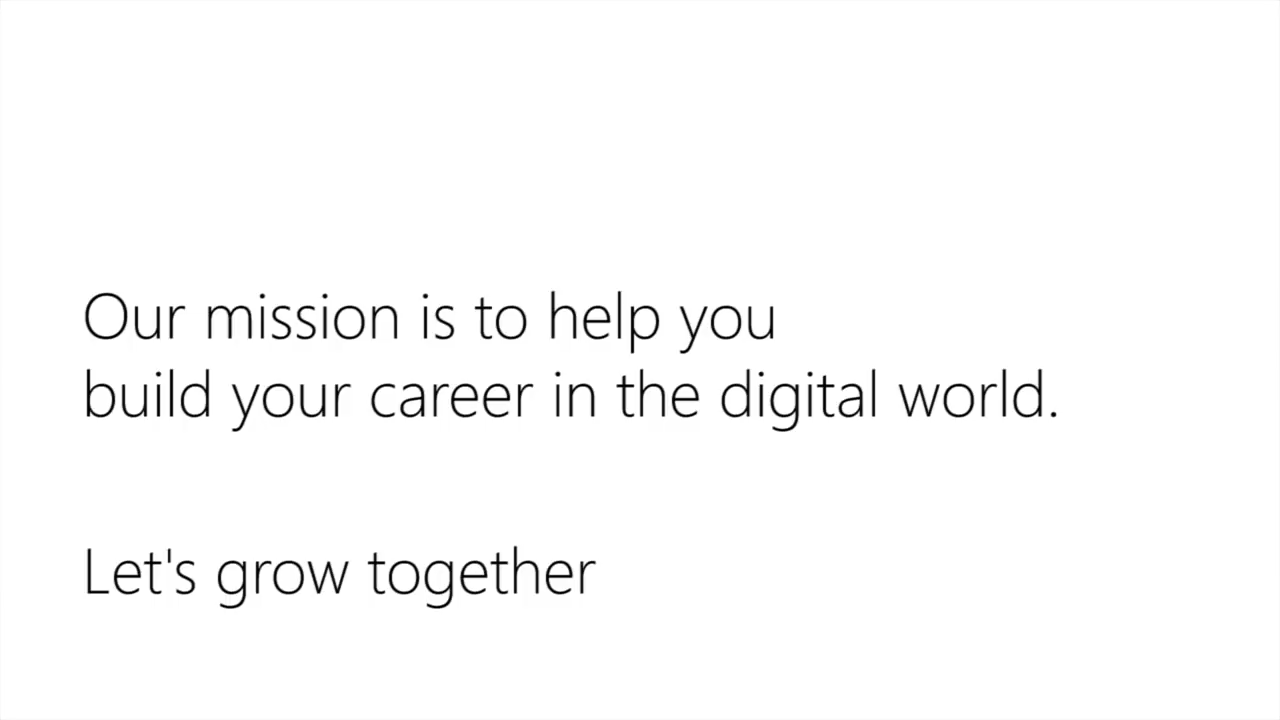 Our mission is to help you
build your career in the digital world.
Let's grow together